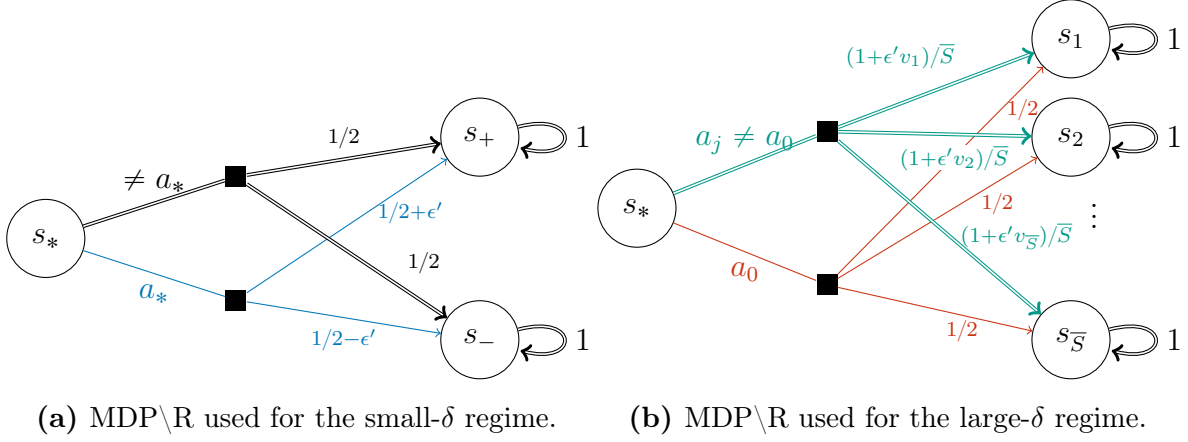 s_*
≠ a_*
a_*
1/2
1/2+ϵ′
1/2
1/2−ϵ′
s_+
1
s_−
1
(a) MDP\R used for the small-δ regime.
s_*
a_j ≠ a_0
a_0
(1+ϵ′v_1)/S̅
1/2
(1+ϵ′v_2)/S̅
1/2
(1+ϵ′v_S̅)/S̅
1/2
s_1
1
s_2
1
⋮
s_S̅
1
(b) MDP\R used for the large-δ regime.